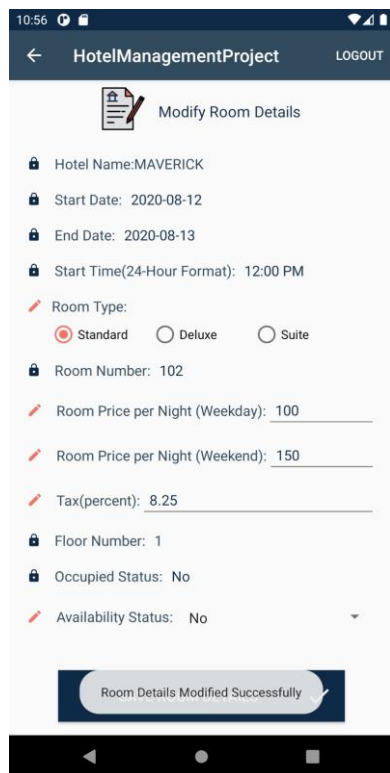 10:56
HotelManagementProject LOGOUT
Modify Room Details
Hotel Name:MAVERICK
Start Date: 2020-08-12
End Date: 2020-08-13
Start Time(24-Hour Format): 12:00 PM
Room Type:
Standard Deluxe Suite
Room Number: 102
Room Price per Night (Weekday): 100
Room Price per Night (Weekend): 150
Tax(percent): 8.25
Floor Number: 1
Occupied Status: No
Availability Status: No
Room Details Modified Successfully